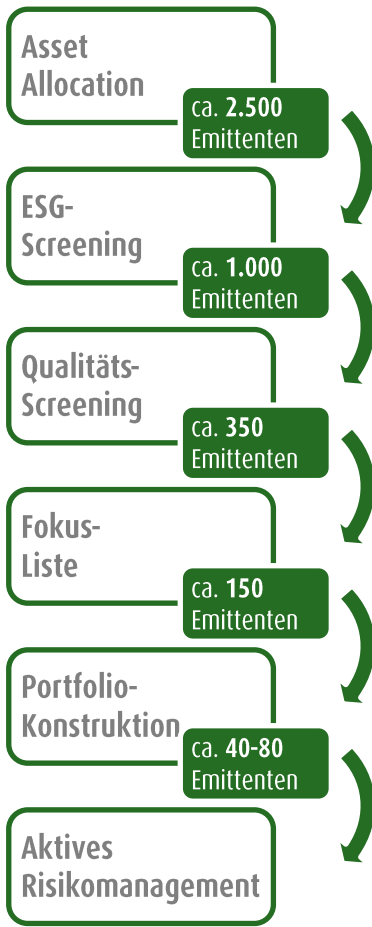 Asset
Allocation
ca. 2.500
Emittenten
ESG-
Screening
ca. 1.000
Emittenten
Qualitäts-
Screening
ca. 350
Emittenten
Fokus-
Liste
ca. 150
Emittenten
Portfolio-
Konstruktion
ca. 40-80
Emittenten
Aktives
Risikomanagement